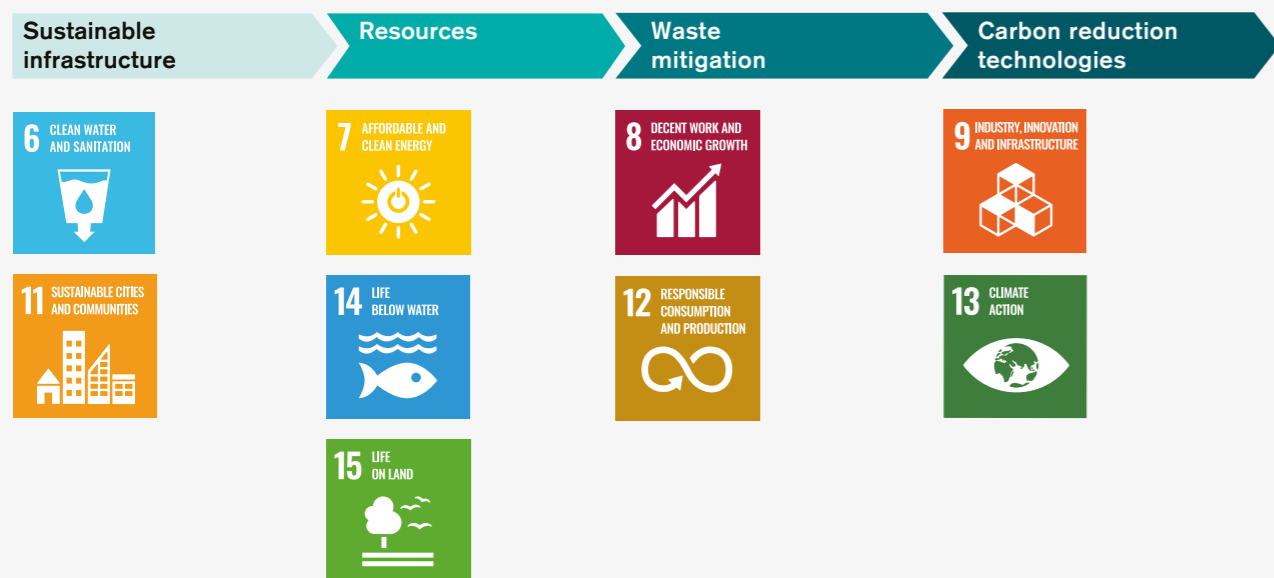 Sustainable
infrastructure
Resources
Waste
mitigation
Carbon reduction
technologies
6 CLEAN WATER
AND SANITATION
7 AFFORDABLE AND
CLEAN ENERGY
8 DECENT WORK AND
ECONOMIC GROWTH
9 INDUSTRY, INNOVATION
AND INFRASTRUCTURE
11 SUSTAINABLE CITIES
AND COMMUNITIES
14 LIFE
BELOW WATER
12 RESPONSIBLE
CONSUMPTION
AND PRODUCTION
13 CLIMATE
ACTION
15 LIFE
ON LAND